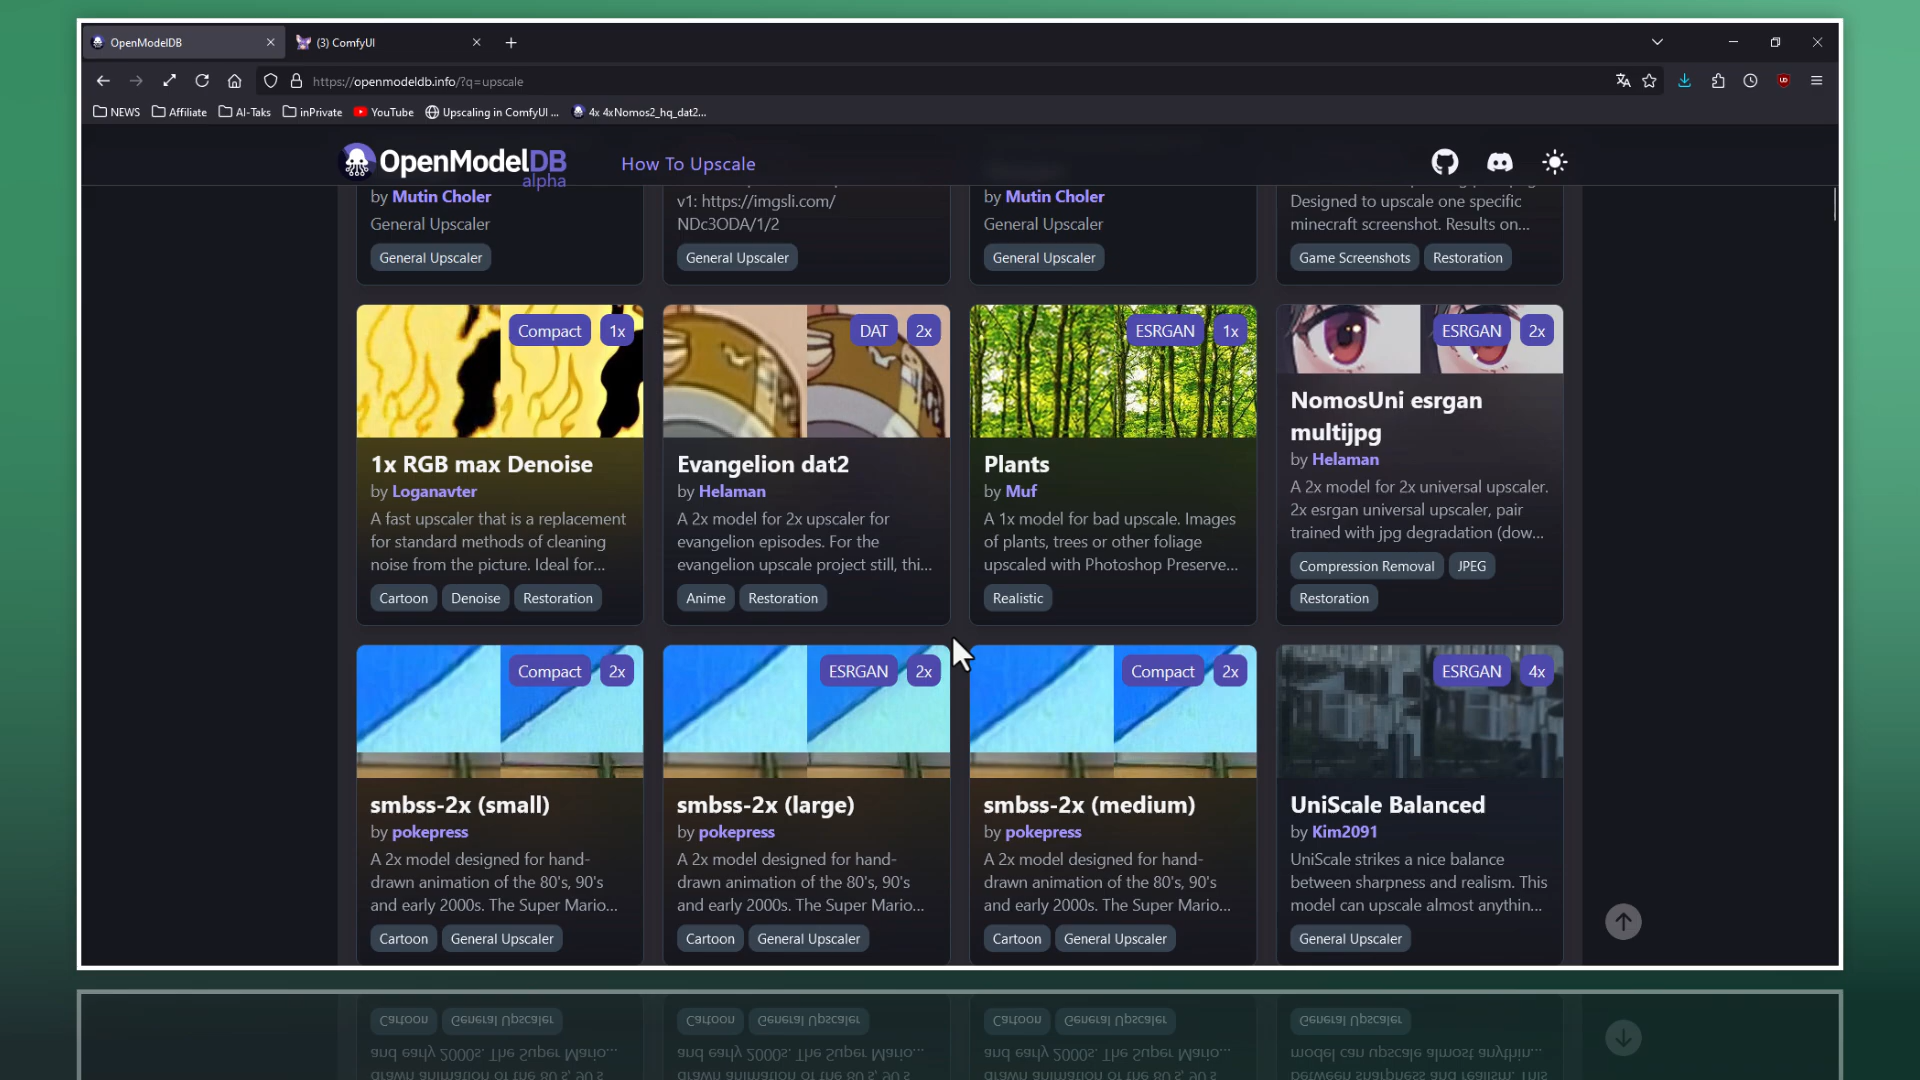 OpenModelDB
(3) ComfyUI
https://openmodeldb.info/?q=upscale
NEWS
Affiliate
AI-Taks
inPrivate
YouTube
Upscaling in ComfyUI ...
4x 4xNomos2_hq_dat2...
OpenModelDB
alpha
How To Upscale
by Mutin Choler
General Upscaler
General Upscaler
v1: https://imgsli.com/
NDc3ODA/1/2
General Upscaler
by Mutin Choler
General Upscaler
General Upscaler
Designed to upscale one specific
minecraft screenshot. Results on...
Game Screenshots
Restoration
Compact
1x
1x RGB max Denoise
by Loganavter
A fast upscaler that is a replacement
for standard methods of cleaning
noise from the picture. Ideal for...
Cartoon
Denoise
Restoration
DAT
2x
Evangelion dat2
by Helaman
A 2x model for 2x upscaler for
evangelion episodes. For the
evangelion upscale project still, thi...
Anime
Restoration
ESRGAN
1x
Plants
by Muf
A 1x model for bad upscale. Images
of plants, trees or other foliage
upscaled with Photoshop Preserve...
Realistic
ESRGAN
2x
NomosUni esrgan
multijpg
by Helaman
A 2x model for 2x universal upscaler.
2x esrgan universal upscaler, pair
trained with jpg degradation (dow...
Compression Removal
JPEG
Restoration
Compact
2x
smbss-2x (small)
by pokepress
A 2x model designed for hand-
drawn animation of the 80's, 90's
and early 2000s. The Super Mario...
Cartoon
General Upscaler
ESRGAN
2x
smbss-2x (large)
by pokepress
A 2x model designed for hand-
drawn animation of the 80's, 90's
and early 2000s. The Super Mario...
Cartoon
General Upscaler
Compact
2x
smbss-2x (medium)
by pokepress
A 2x model designed for hand-
drawn animation of the 80's, 90's
and early 2000s. The Super Mario...
Cartoon
General Upscaler
ESRGAN
4x
UniScale Balanced
by Kim2091
UniScale strikes a nice balance
between sharpness and realism. This
model can upscale almost anythin...
General Upscaler